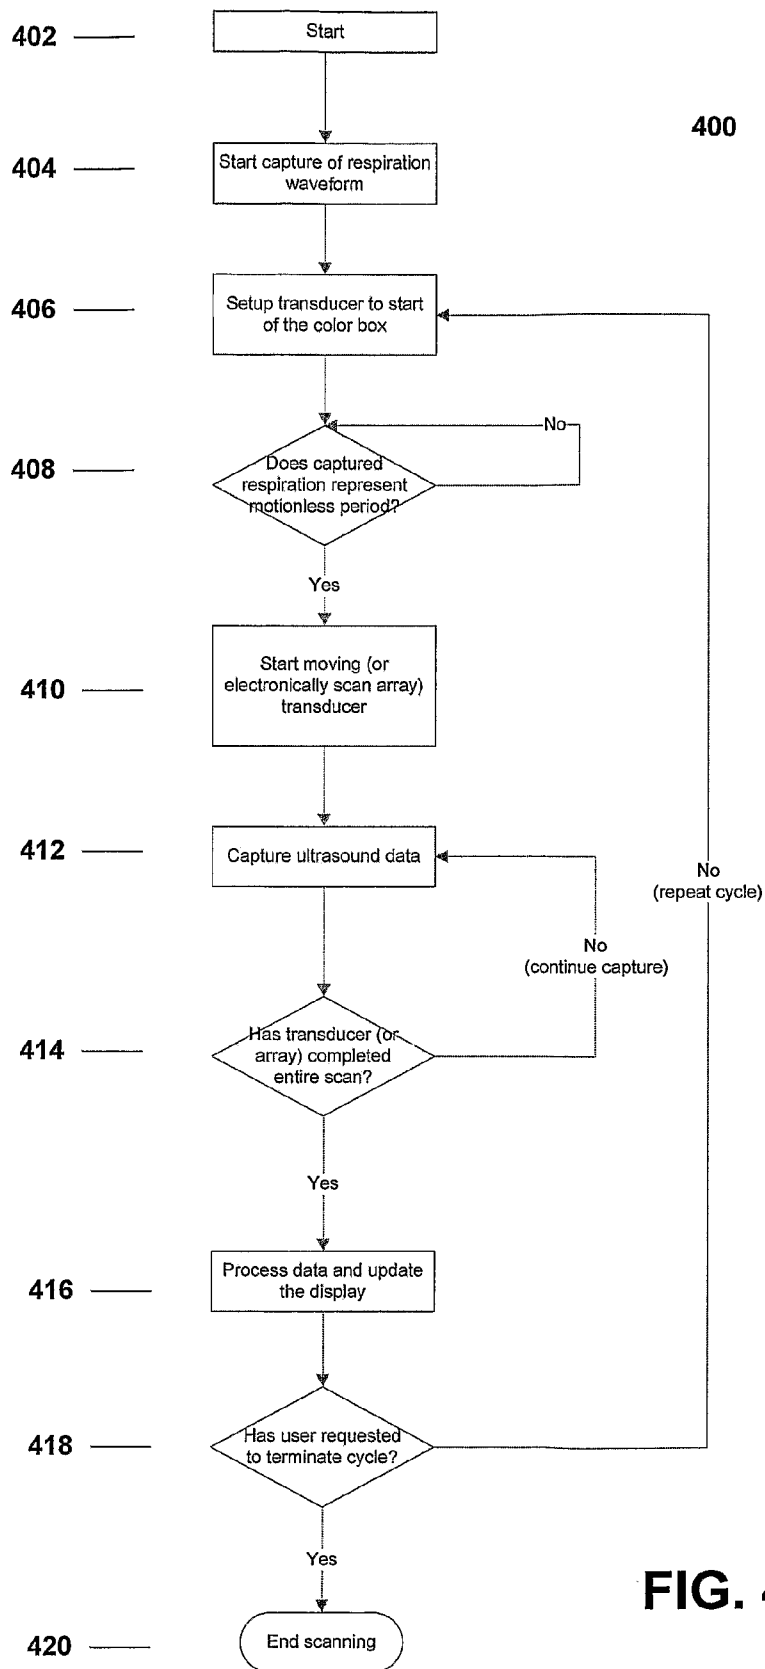 402
Start
400
404
Start capture of respiration
waveform
406
Setup transducer to start
of the color box
No
408
Does captured
respiration represent
motionless period?
Yes
410
Start moving (or
electronically scan array)
transducer
412
Capture ultrasound data
No
(repeat cycle)
No
(continue capture)
414
Has transducer (or
array) completed
entire scan?
Yes
416
Process data and update
the display
418
Has user requested
to terminate cycle?
Yes
FIG.
420
End scanning